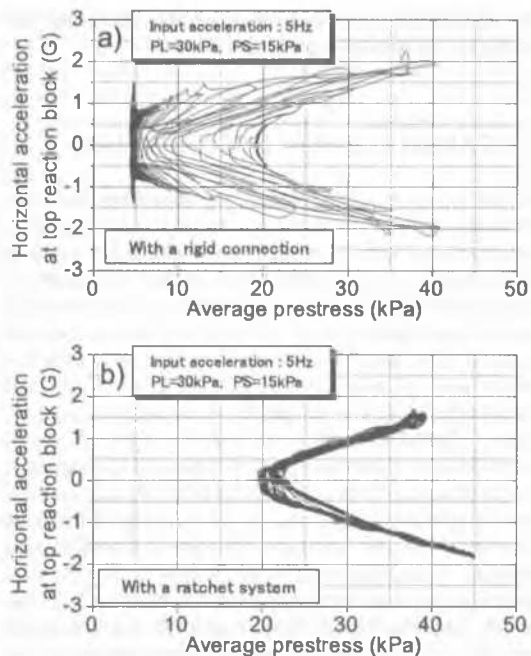 a)
Input acceleration : 5Hz
PL=30kPa, PS=15kPa
3
2
1
0
-1
-2
-3
Horizontal acceleration
at top reaction block (G)
With a rigid connection
0 10 20 30 40 50
Average prestress (kPa)
b)
Input acceleration : 5Hz
PL=30kPa, PS=15kPa
3
2
1
0
-1
-2
-3
Horizontal acceleration
at top reaction block (G)
With a ratchet system
0 10 20 30 40 50
Average prestress (kPa)